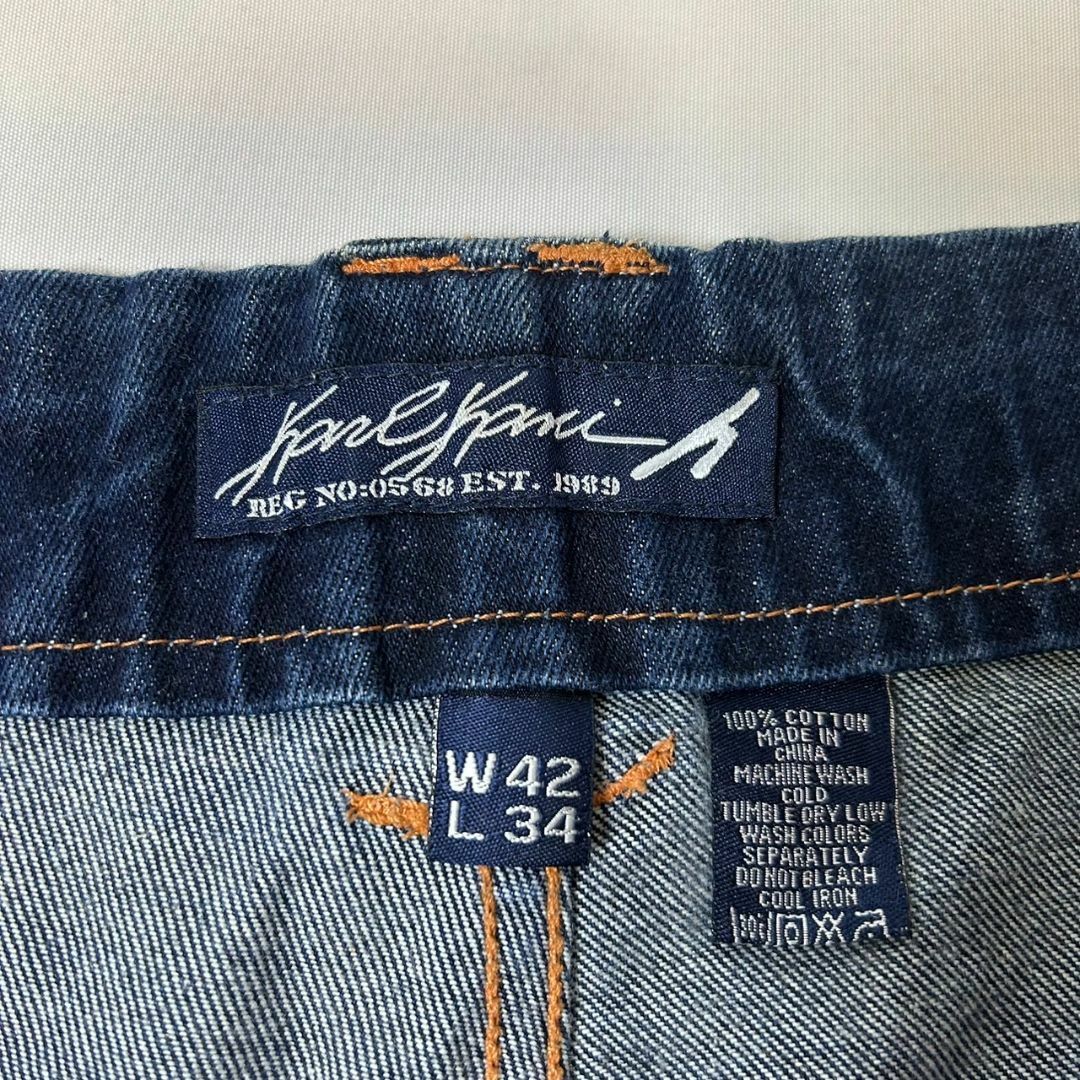 Karl Kani
REG NO:0568 EST. 1989
W 42
L 34
100% COTTON
MADE IN
CHINA
MACHINE WASH
COLD
TUMBLE DRY LOW
WASH COLORS
SEPARATELY
DO NOT BLEACH
COOL IRON